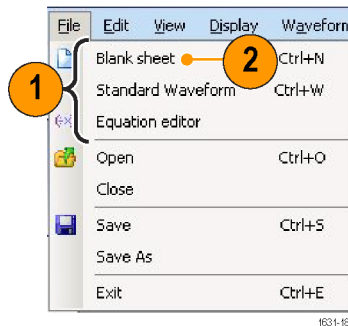 File Edit View Display Waveform
Blank sheet Ctrl+N
Standard Waveform Ctrl+W
Equation editor
Open Ctrl+O
Close
Save Ctrl+S
Save As
Exit Ctrl+E
1
2
1631-18